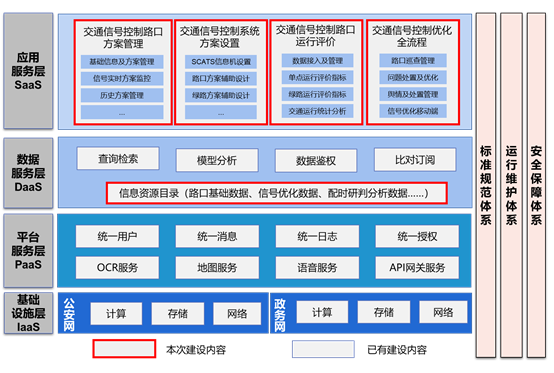 应用
服务层
SaaS
交通信号控制路口
方案管理
基础信息及方案管理
信号实时方案监控
历史方案管理
...
交通信号控制系统
方案设置
SCATS信息机设置
路口方案辅助设计
绿路方案辅助设计
...
交通信号控制路口
运行评价
数据接入及管理
单点运行评价指标
绿路运行评价指标
交通运行统计分析
交通信号控制优化
全流程
路口巡查管理
问题处置及优化
舆情及处置管理
信号优化移动端
数据
服务层
DaaS
查询检索
模型分析
数据鉴权
比对订阅
信息资源目录（路口基础数据、信号优化数据、配时研判分析数据……）
平台
服务层
PaaS
统一用户
统一消息
统一日志
统一授权
OCR服务
地图服务
语音服务
API网关服务
基础
设施层
IaaS
公安网
计算
存储
网络
政务网
计算
存储
网络
标准规范体系
运行维护体系
安全保障体系
本次建设内容
已有建设内容